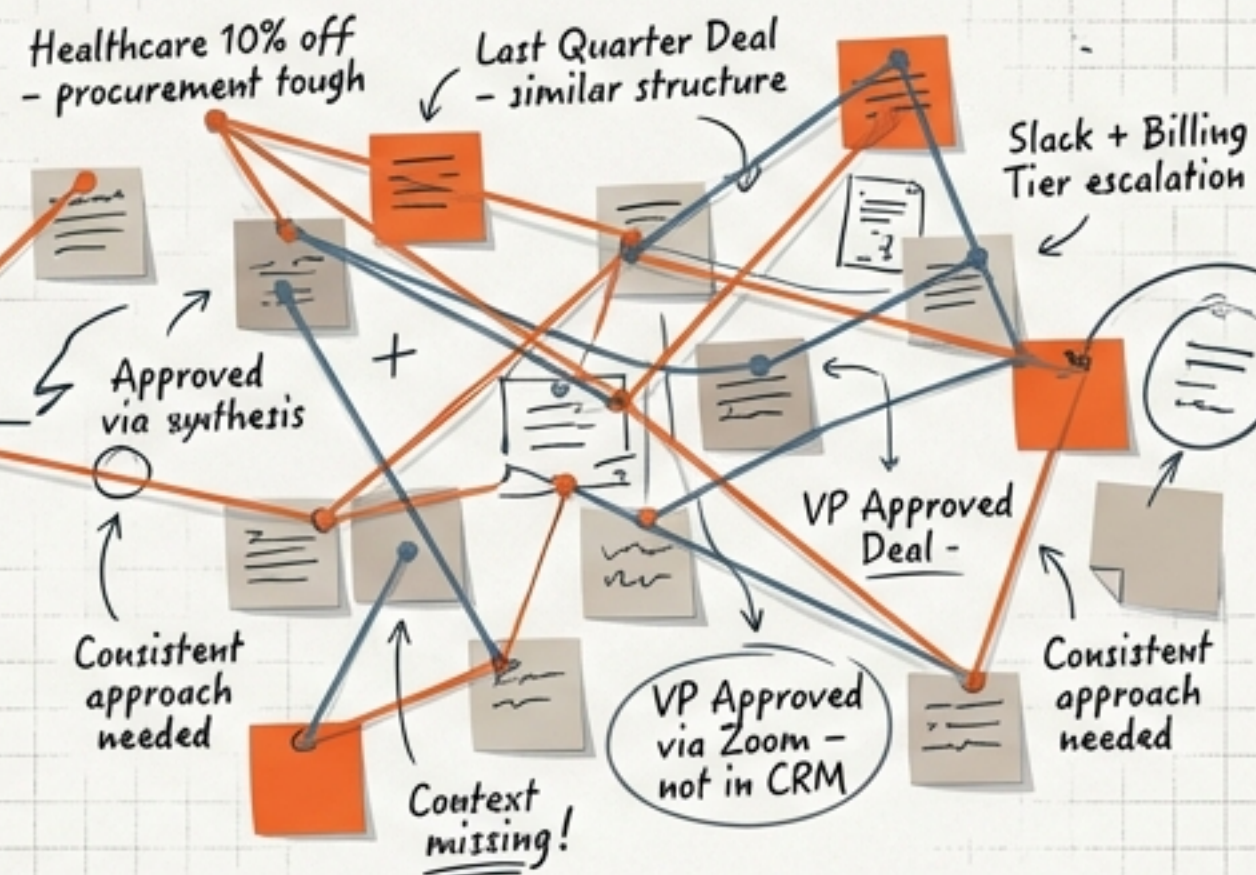 Healthcare 10% off
– procurement tough
Last Quarter Deal
– similar structure
Slack + Billing
Tier escalation
Approved
via synthesis
VP Approved
Deal -
Consistent
approach
needed
Context
missing!
VP Approved
via Zoom –
not in CRM
Consistent
approach
needed